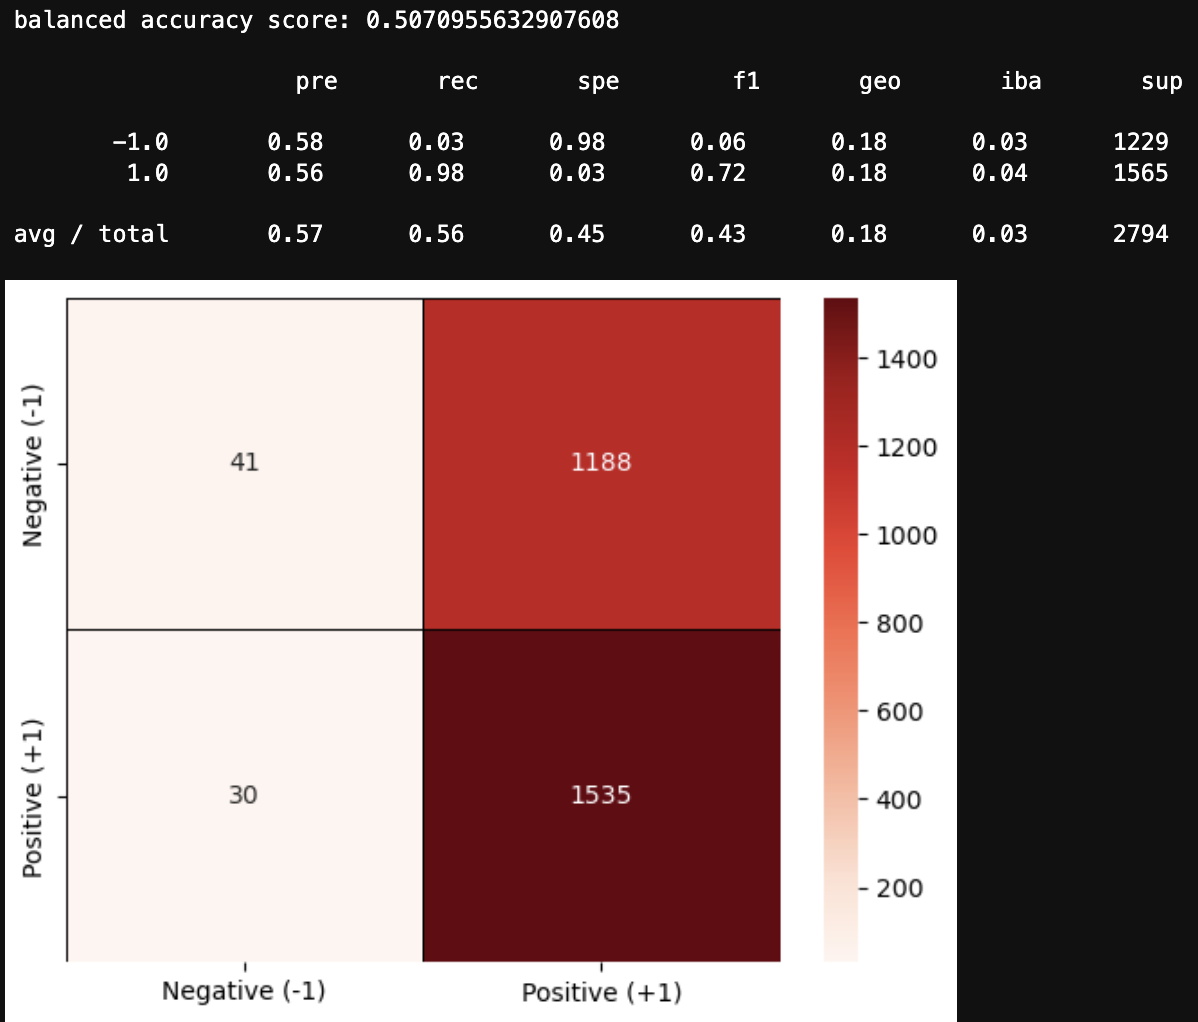 balanced accuracy score: 0.5070955632907608
pre rec spe f1 geo iba sup
-1.0 0.58 0.03 0.98 0.06 0.18 0.03 1229
1.0 0.56 0.98 0.03 0.72 0.18 0.04 1565
avg / total 0.57 0.56 0.45 0.43 0.18 0.03 2794
Negative (-1)
41 1188
Positive (+1)
30 1535
Negative (-1) Positive (+1)
1400
1200
1000
800
600
400
200